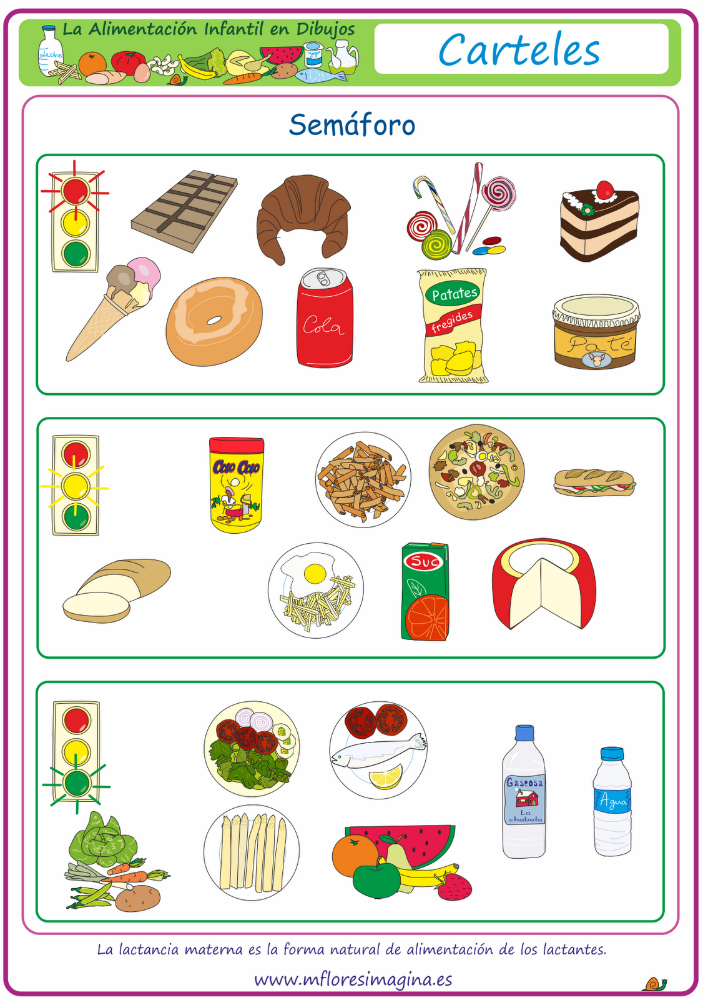 La Alimentación Infantil en Dibujos
Leche
Yogur
Carteles
Semáforo
Cola
Patates
fregides
Paté
Cao Cao
Suc
Gaseosa
La
chabola
Agua
La lactancia materna es la forma natural de alimentación de los lactantes.
www.mfloresimagina.es